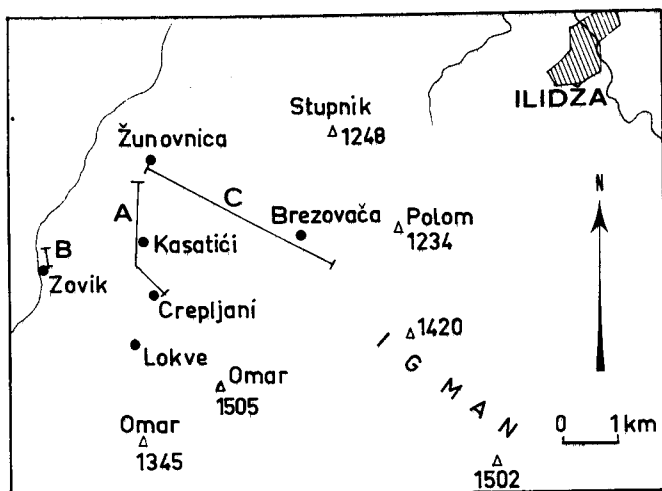 ILIDŽA
Stupnik
1248
Žunovnica
C
A
Brezovača
Polom
1234
Kasatići
B
Zovik
Crepljani
N
1420
IGMAN
Lokve
Omar
1505
Omar
1345
0 1km
1502